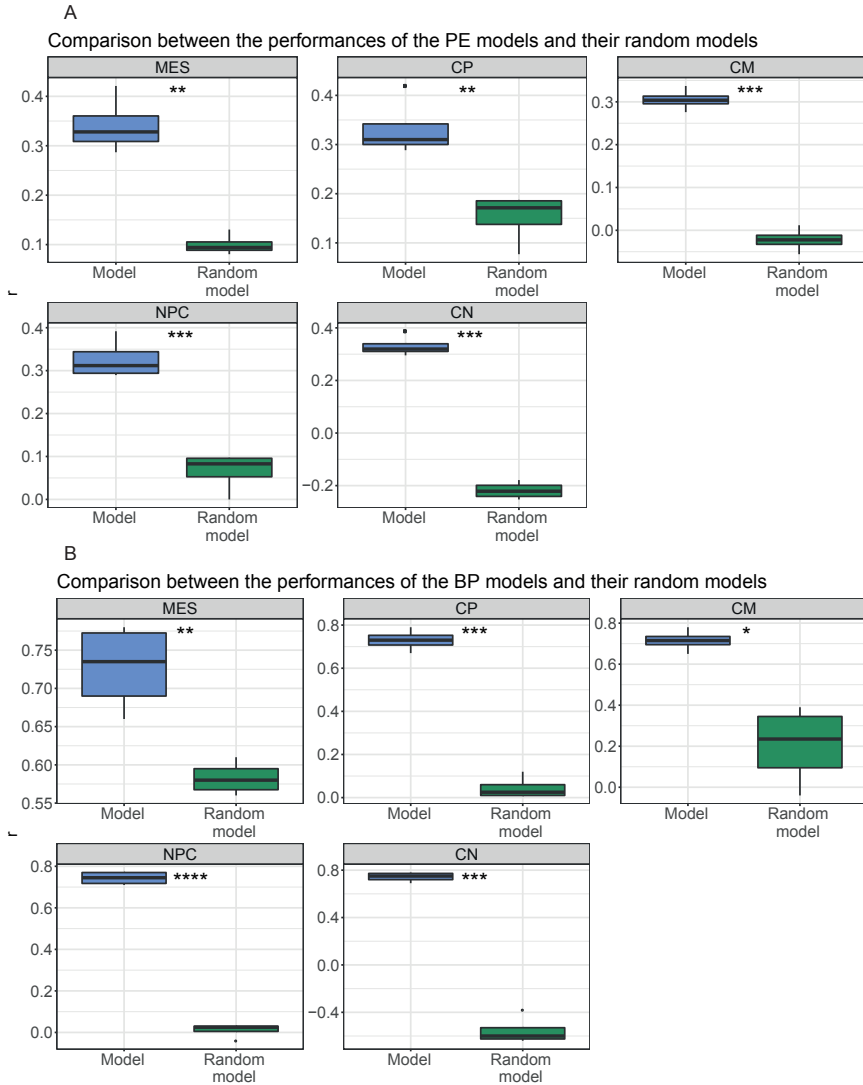 A
Comparison between the performances of the PE models and their random models
MES
CP
CM
**
**
***
0.4
0.3
0.2
0.1
0.4
0.3
0.2
0.1
0.3
0.2
0.1
0.0
Model
Random
model
Model
Random
model
Model
Random
model
r
NPC
CN
***
***
0.4
0.3
0.2
0.1
0.0
0.4
0.2
0.0
−0.2
Model
Random
model
Model
Random
model
B
Comparison between the performances of the BP models and their random models
MES
CP
CM
**
***
*
0.75
0.70
0.65
0.60
0.55
0.8
0.6
0.4
0.2
0.0
0.8
0.6
0.4
0.2
0.0
Model
Random
model
Model
Random
model
Model
Random
model
r
NPC
CN
****
***
0.8
0.6
0.4
0.2
0.0
0.8
0.4
0.0
−0.4
Model
Random
model
Model
Random
model